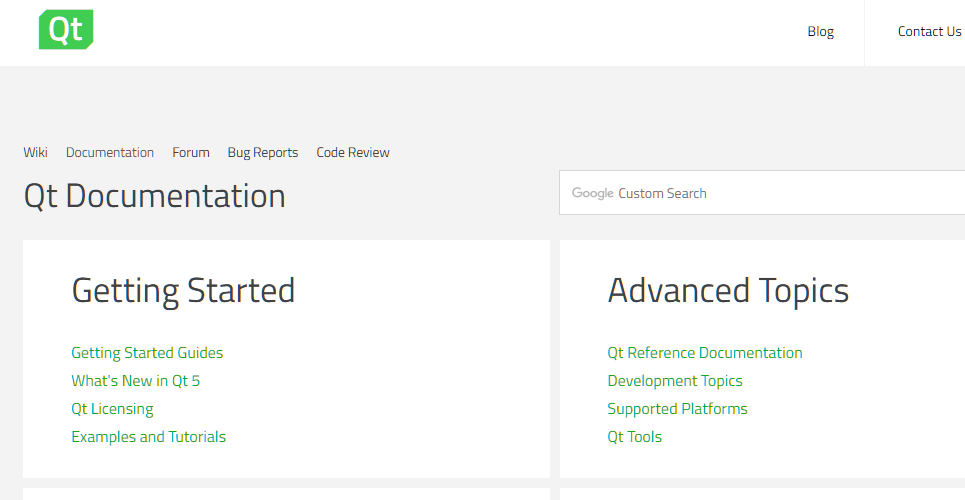 Qt
Blog
Contact Us
Wiki Documentation Forum Bug Reports Code Review
Qt Documentation
Google Custom Search
Getting Started
Getting Started Guides
What's New in Qt 5
Qt Licensing
Examples and Tutorials
Advanced Topics
Qt Reference Documentation
Development Topics
Supported Platforms
Qt Tools